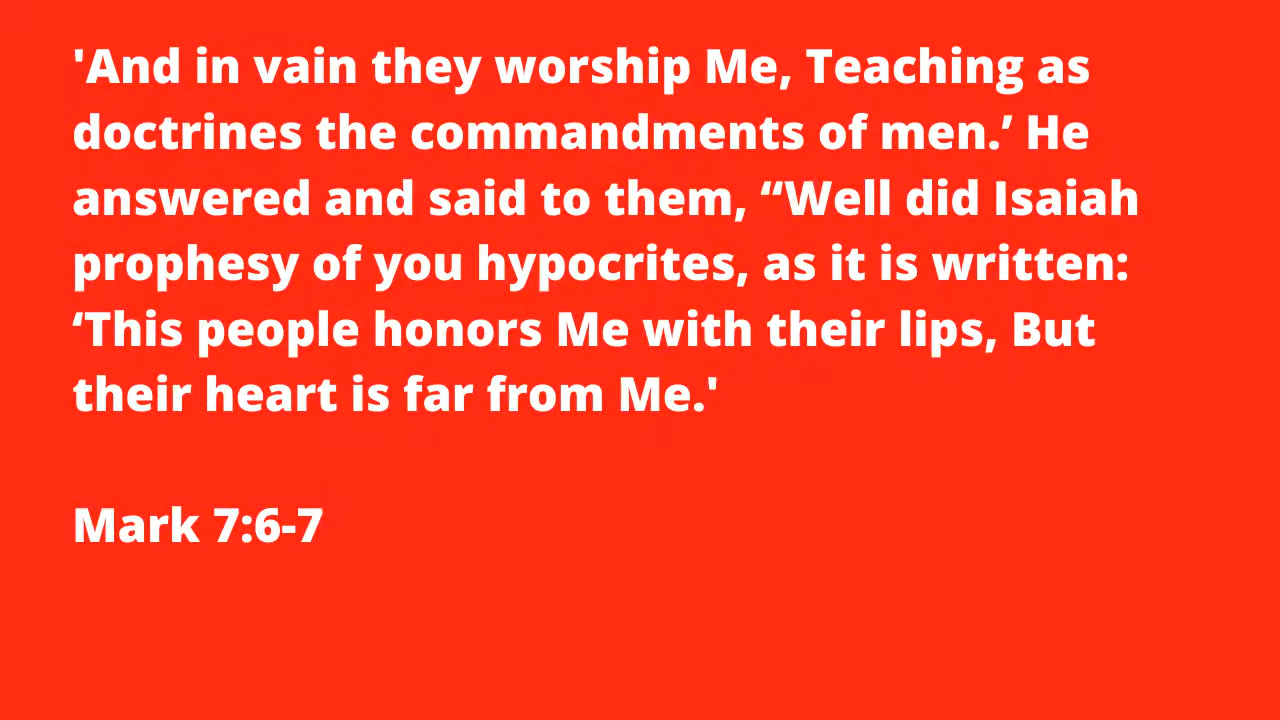 'And in vain they worship Me, Teaching as
doctrines the commandments of men.’ He
answered and said to them, “Well did Isaiah
prophesy of you hypocrites, as it is written:
‘This people honors Me with their lips, But
their heart is far from Me.'
Mark 7:6-7